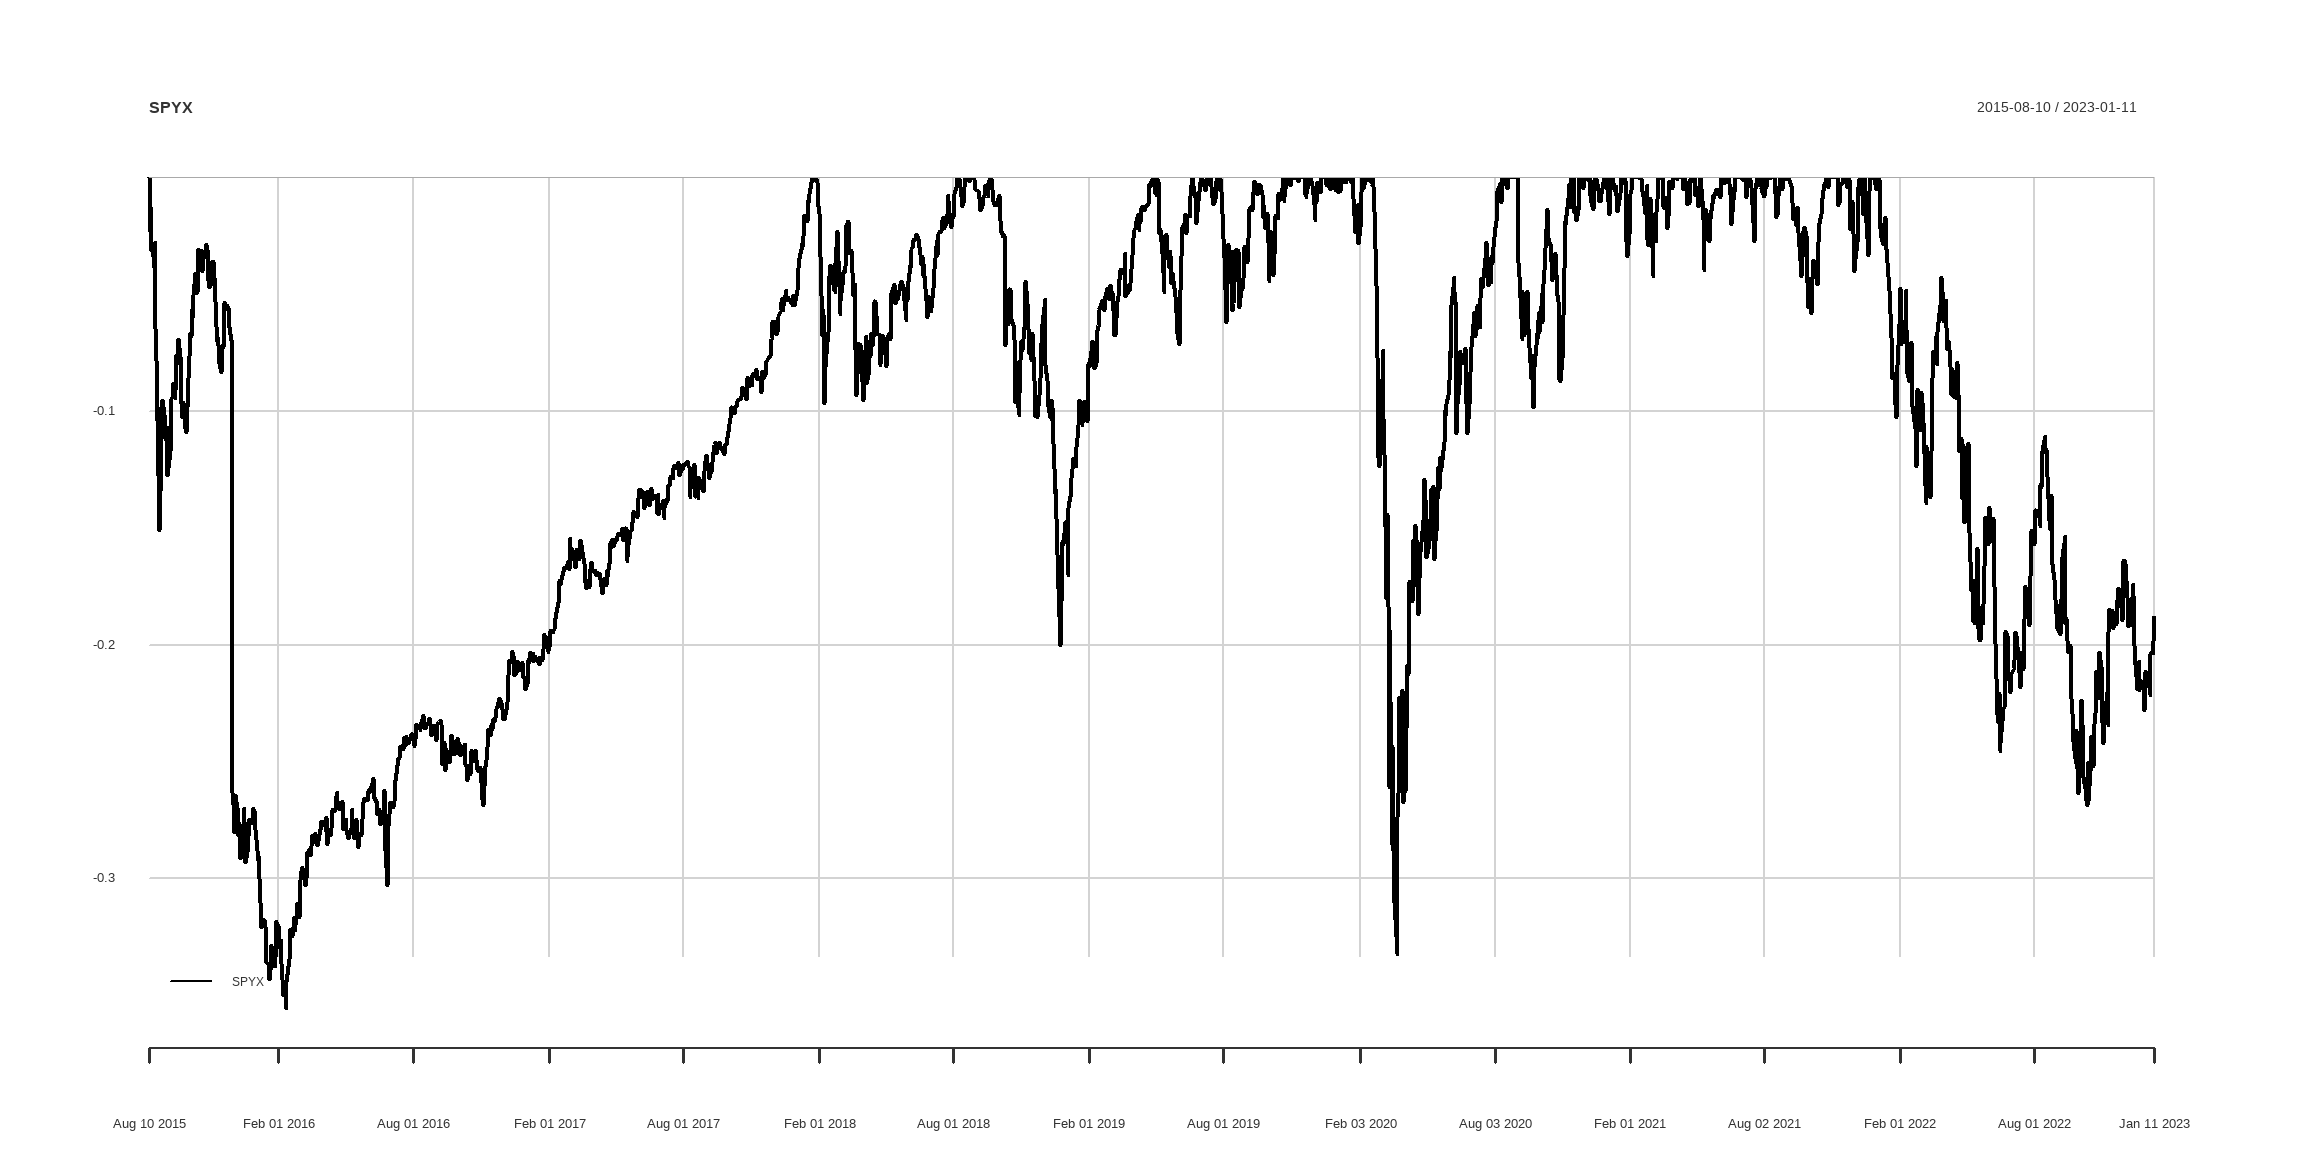 SPYX
2015-08-10 / 2023-01-11
-0.1
-0.2
-0.3
SPYX
Aug 10 2015
Feb 01 2016
Aug 01 2016
Feb 01 2017
Aug 01 2017
Feb 01 2018
Aug 01 2018
Feb 01 2019
Aug 01 2019
Feb 03 2020
Aug 03 2020
Feb 01 2021
Aug 02 2021
Feb 01 2022
Aug 01 2022
Jan 11 2023